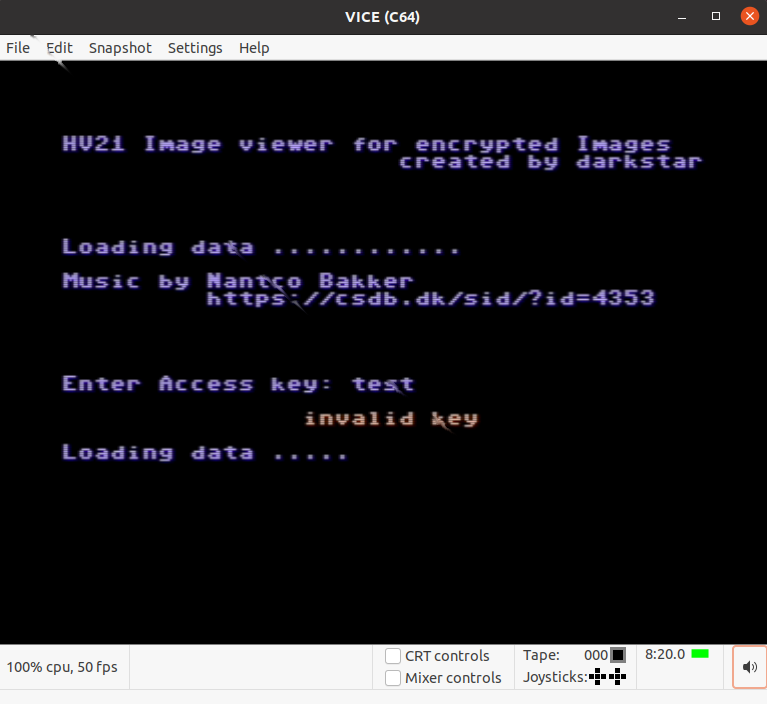 VICE (C64)
File Edit Snapshot Settings Help
HV21 Image viewer for encrypted Images
created by darkstar
Loading data ............
Music by Nantco Bakker
https://csdb.dk/sid/?id=4353
Enter Access key: test
invalid key
Loading data .....
100% cpu, 50 fps
CRT controls
Mixer controls
Tape: 000
Joysticks:
8:20.0